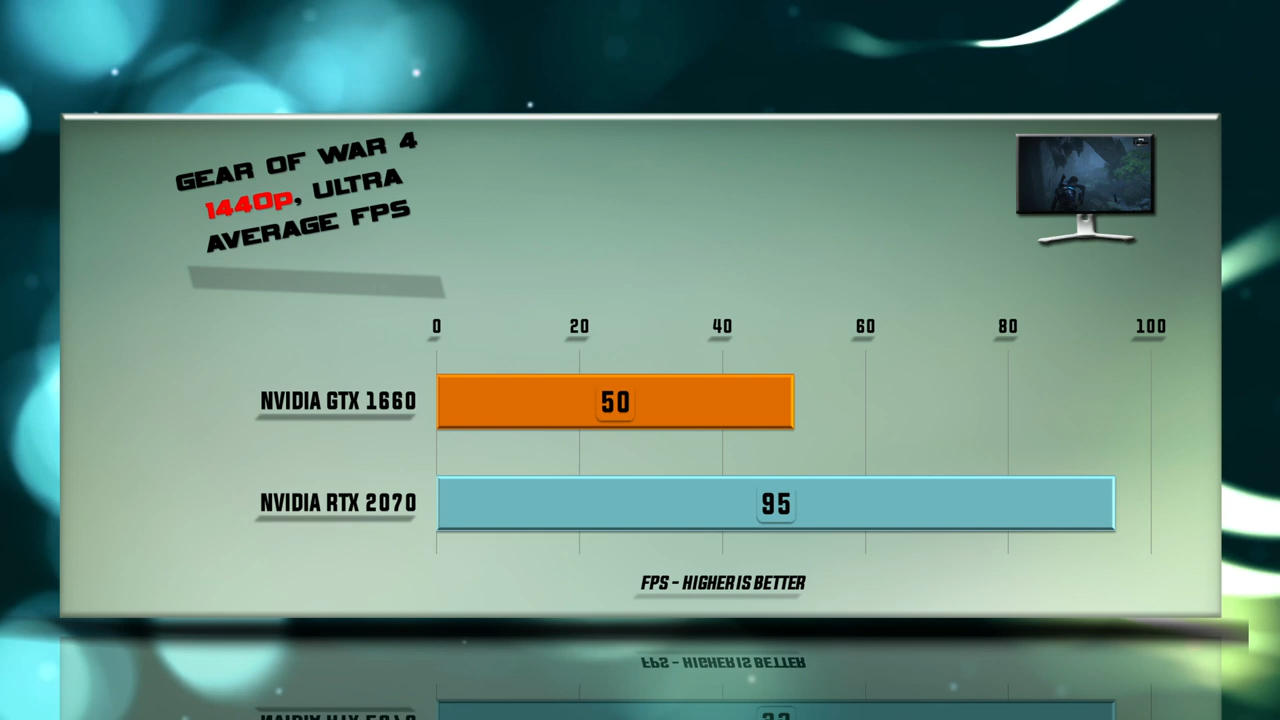 GEAR OF WAR 4
1440p, ULTRA
AVERAGE FPS
0 20 40 60 80 100
NVIDIA GTX 1660 50
NVIDIA RTX 2070 95
FPS - HIGHER IS BETTER